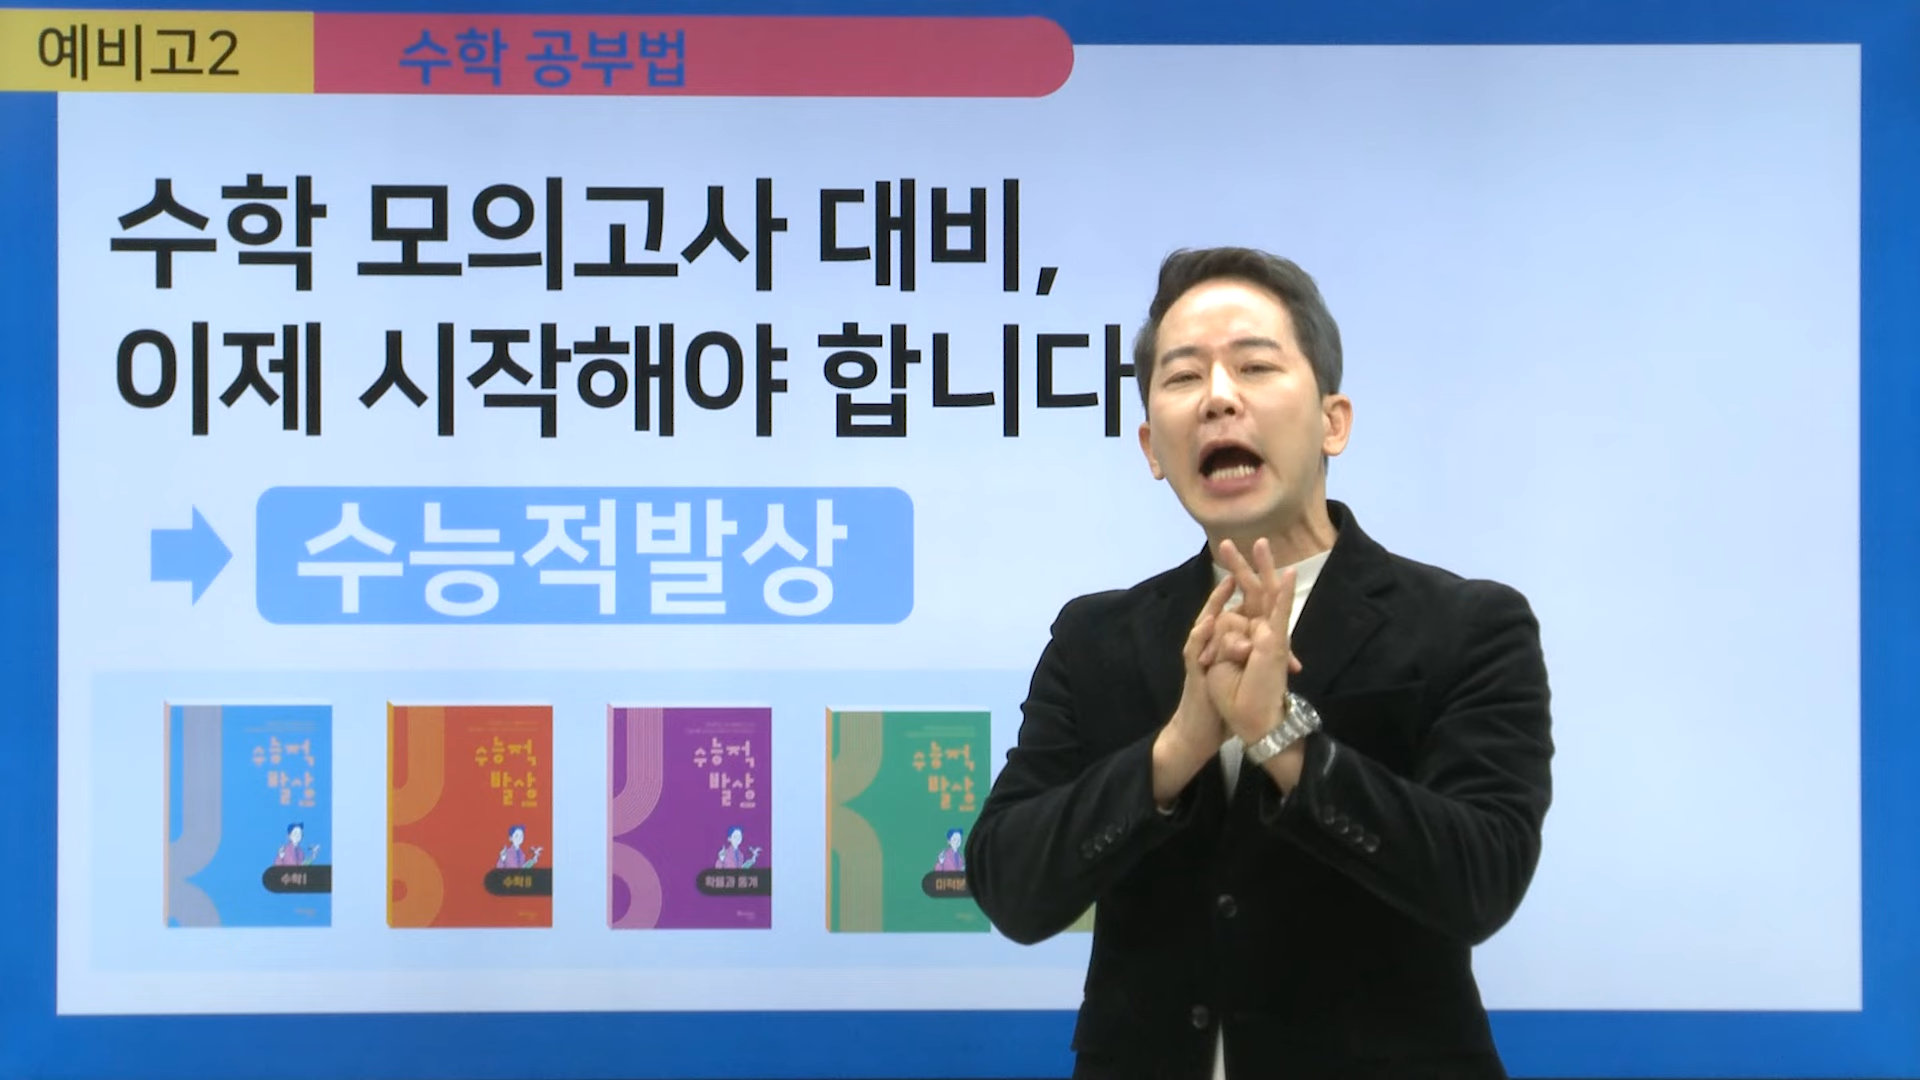 예비고2
수학 공부법
수학 모의고사 대비,
이제 시작해야 합니다
수능적발상
수능적
발상
수학 I
수능적
발상
수학 II
수능적
발상
확률과 통계
수능적
발상
미적분